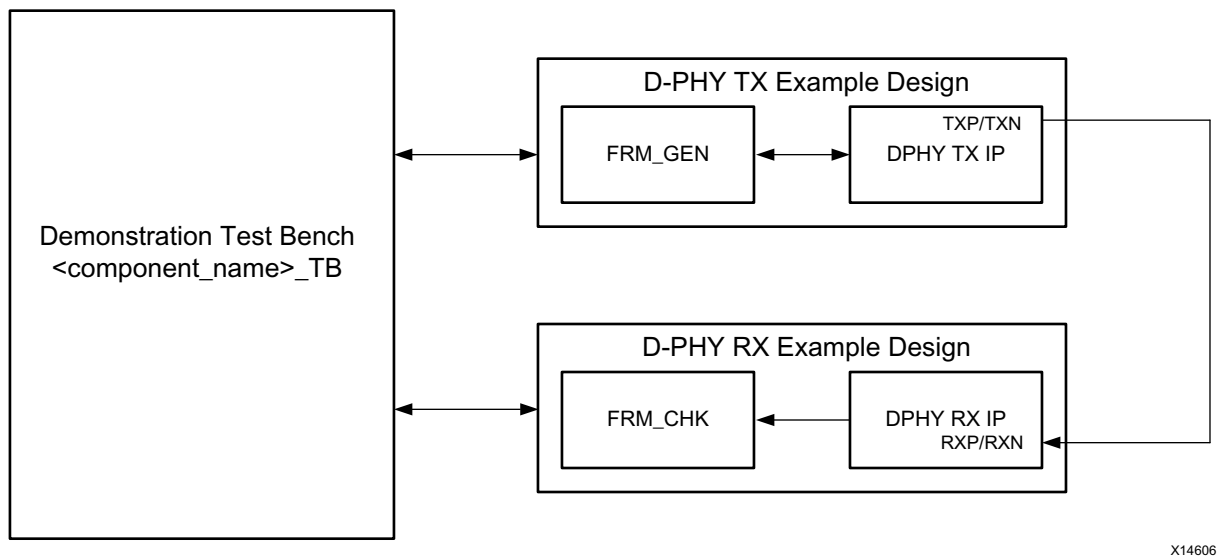 D-PHY TX Example Design
TXP/TXN
FRM_GEN
DPHY TX IP
Demonstration Test Bench
<component_name>_TB
D-PHY RX Example Design
FRM_CHK
DPHY RX IP
RXP/RXN
X14606